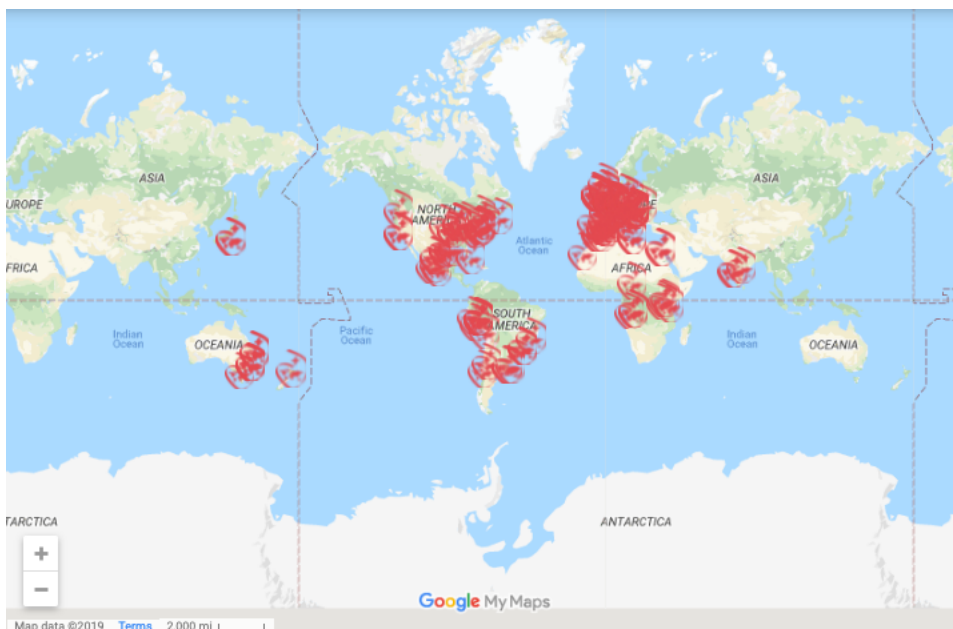 ASIA
ASIA
UROPE
NORTH
AMERICA
PE
Atlantic
Ocean
FRICA
AFRICA
SOUTH
AMERICA
Indian
Ocean
OCEANIA
Pacific
Ocean
Indian
Ocean
OCEANIA
TARCTICA
ANTARCTICA
+
−
Google My Maps
Map data ©2019 Terms 2,000 mi